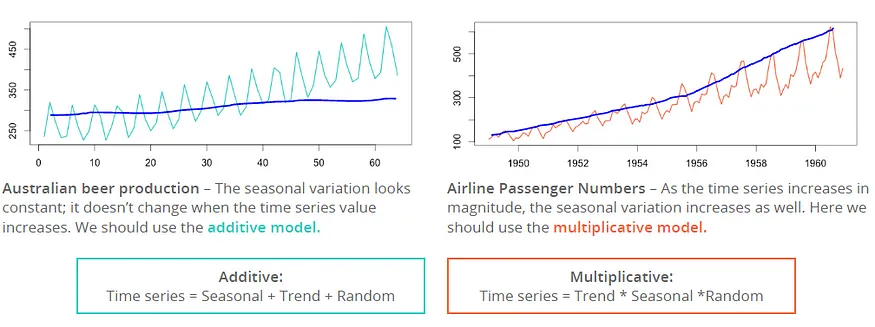 450
350
250
0 10 20 30 40 50 60
Australian beer production – The seasonal variation looks
constant; it doesn't change when the time series value
increases. We should use the additive model.
Additive:
Time series = Seasonal + Trend + Random
500
300
100
1950 1952 1954 1956 1958 1960
Airline Passenger Numbers – As the time series increases in
magnitude, the seasonal variation increases as well. Here we
should use the multiplicative model.
Multiplicative:
Time series = Trend * Seasonal *Random